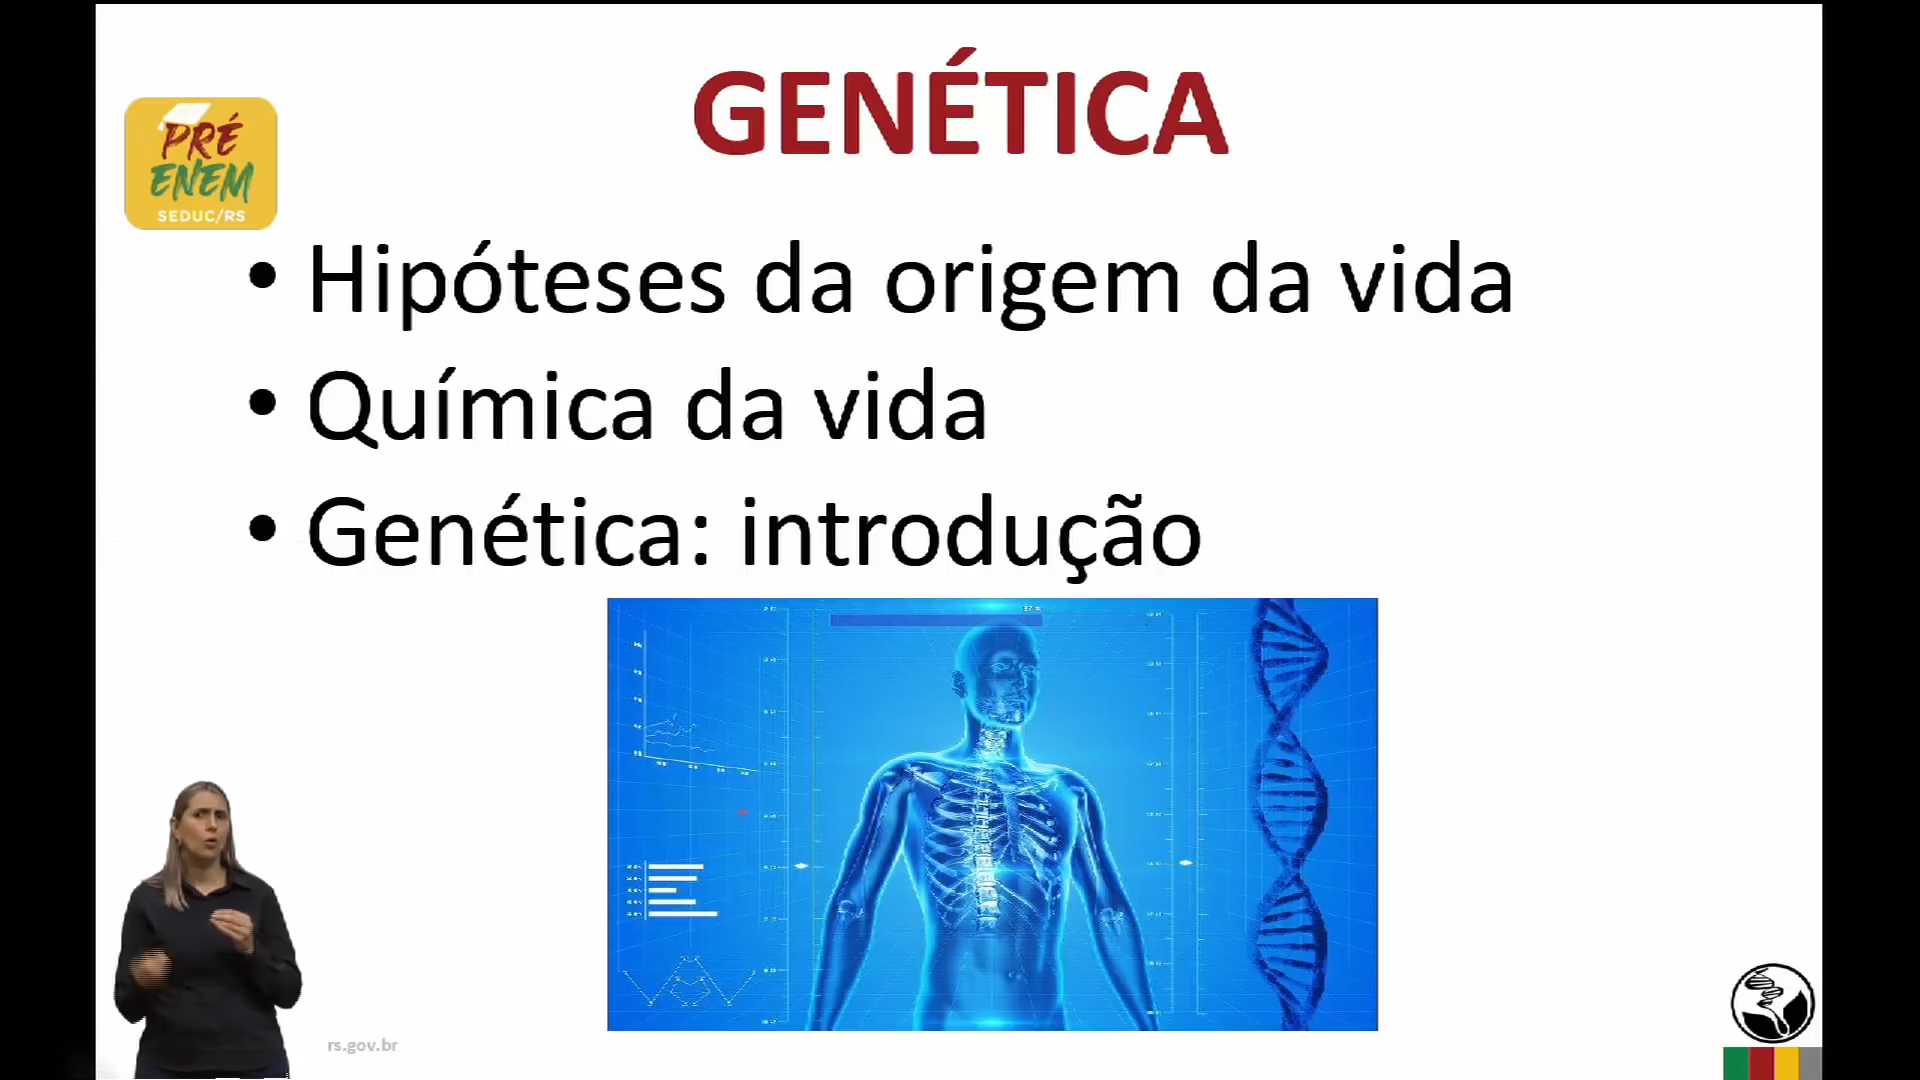 GENÉTICA
PRÉ
ENEM
SEDUC/RS
• Hipóteses da origem da vida
• Química da vida
• Genética: introdução
rs.gov.br